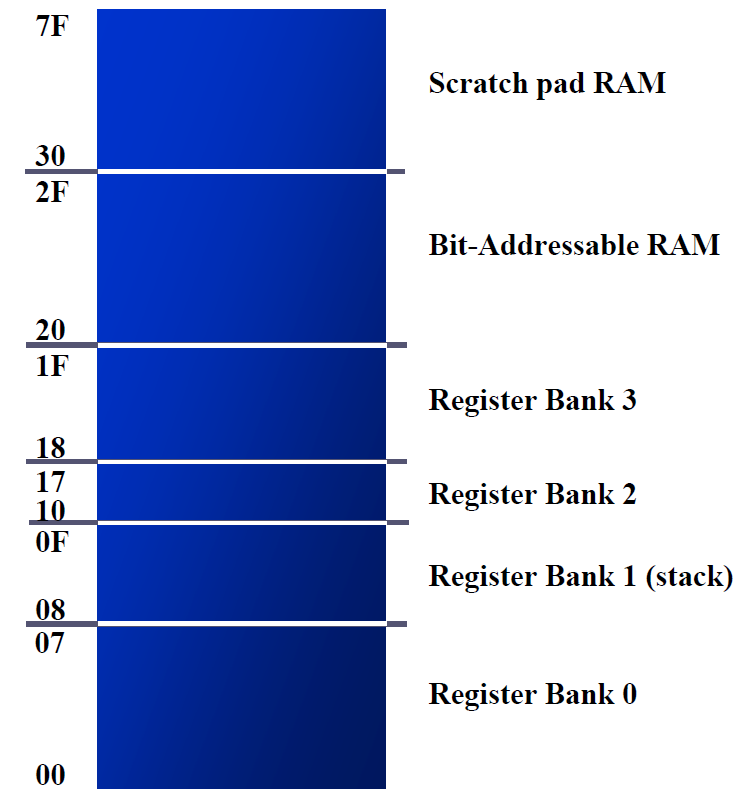 7F
Scratch pad RAM
30
2F
Bit-Addressable RAM
20
1F
Register Bank 3
18
17
Register Bank 2
10
0F
Register Bank 1 (stack)
08
07
Register Bank 0
00